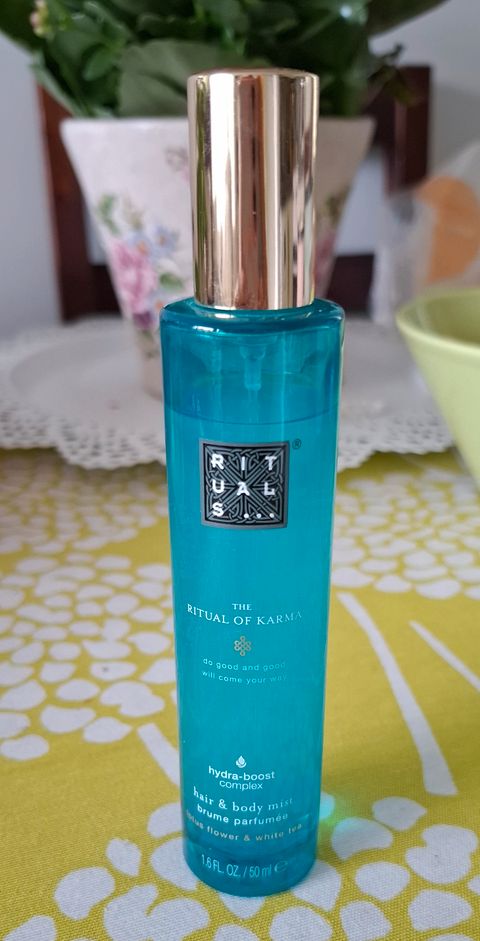 RIT
UAL
S...
®
THE
RITUAL OF KARMA
do good and good
will come your way
hydra-boost
complex
hair & body mist
brume parfumée
lotus flower & white tea
1.6 FL. OZ. / 50 ml ℮